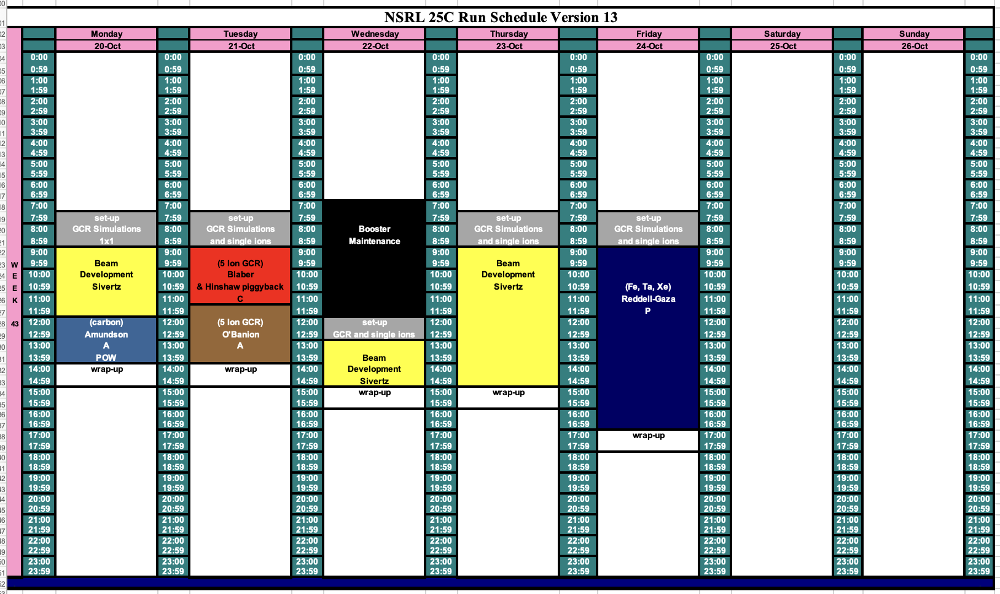 NSRL 25C Run Schedule Version 13
Monday Tuesday Wednesday Thursday Friday Saturday Sunday
20-Oct 21-Oct 22-Oct 23-Oct 24-Oct 25-Oct 26-Oct
0:00 0:00 0:00 0:00 0:00 0:00 0:00 0:00
0:59 0:59 0:59 0:59 0:59 0:59 0:59 0:59
1:00 1:00 1:00 1:00 1:00 1:00 1:00 1:00
1:59 1:59 1:59 1:59 1:59 1:59 1:59 1:59
2:00 2:00 2:00 2:00 2:00 2:00 2:00 2:00
2:59 2:59 2:59 2:59 2:59 2:59 2:59 2:59
3:00 3:00 3:00 3:00 3:00 3:00 3:00 3:00
3:59 3:59 3:59 3:59 3:59 3:59 3:59 3:59
4:00 4:00 4:00 4:00 4:00 4:00 4:00 4:00
4:59 4:59 4:59 4:59 4:59 4:59 4:59 4:59
5:00 5:00 5:00 5:00 5:00 5:00 5:00 5:00
5:59 5:59 5:59 5:59 5:59 5:59 5:59 5:59
6:00 6:00 6:00 6:00 6:00 6:00 6:00 6:00
6:59 6:59 6:59 6:59 6:59 6:59 6:59 6:59
7:00 7:00 7:00 7:00 7:00 7:00 7:00 7:00
7:59 set-up 7:59 set-up 7:59 7:59 set-up 7:59 set-up 7:59 7:59 7:59
8:00 GCR Simulations 8:00 GCR Simulations 8:00 Booster 8:00 GCR Simulations 8:00 GCR Simulations 8:00 8:00 8:00
8:59 1x1 8:59 and single ions 8:59 Maintenance 8:59 and single ions 8:59 and single ions 8:59 8:59 8:59
9:00 9:00 9:00 9:00 9:00 9:00 9:00 9:00
W 9:59 Beam 9:59 (5 Ion GCR) 9:59 9:59 Beam 9:59 9:59 9:59 9:59
E 10:00 Development 10:00 Blaber 10:00 10:00 Development 10:00 10:00 10:00 10:00
E 10:59 Sivertz 10:59 & Hinshaw piggyback 10:59 10:59 Sivertz 10:59 (Fe, Ta, Xe) 10:59 10:59 10:59
K 11:00 11:00 C 11:00 11:00 11:00 Reddell-Gaza 11:00 11:00 11:00
11:59 11:59 11:59 11:59 11:59 P 11:59 11:59 11:59
43 12:00 (carbon) 12:00 (5 Ion GCR) 12:00 set-up 12:00 12:00 12:00 12:00 12:00
12:59 Amundson 12:59 O'Banion 12:59 GCR and single ions 12:59 12:59 12:59 12:59 12:59
13:00 A 13:00 A 13:00 13:00 13:00 13:00 13:00 13:00
13:59 POW 13:59 13:59 Beam 13:59 13:59 13:59 13:59 13:59
14:00 wrap-up 14:00 wrap-up 14:00 Development 14:00 14:00 14:00 14:00 14:00
14:59 14:59 14:59 Sivertz 14:59 14:59 14:59 14:59 14:59
15:00 15:00 15:00 wrap-up 15:00 wrap-up 15:00 15:00 15:00 15:00
15:59 15:59 15:59 15:59 15:59 15:59 15:59 15:59
16:00 16:00 16:00 16:00 16:00 16:00 16:00 16:00
16:59 16:59 16:59 16:59 16:59 16:59 16:59 16:59
17:00 17:00 17:00 17:00 17:00 wrap-up 17:00 17:00 17:00
17:59 17:59 17:59 17:59 17:59 17:59 17:59 17:59
18:00 18:00 18:00 18:00 18:00 18:00 18:00 18:00
18:59 18:59 18:59 18:59 18:59 18:59 18:59 18:59
19:00 19:00 19:00 19:00 19:00 19:00 19:00 19:00
19:59 19:59 19:59 19:59 19:59 19:59 19:59 19:59
20:00 20:00 20:00 20:00 20:00 20:00 20:00 20:00
20:59 20:59 20:59 20:59 20:59 20:59 20:59 20:59
21:00 21:00 21:00 21:00 21:00 21:00 21:00 21:00
21:59 21:59 21:59 21:59 21:59 21:59 21:59 21:59
22:00 22:00 22:00 22:00 22:00 22:00 22:00 22:00
22:59 22:59 22:59 22:59 22:59 22:59 22:59 22:59
23:00 23:00 23:00 23:00 23:00 23:00 23:00 23:00
23:59 23:59 23:59 23:59 23:59 23:59 23:59 23:59